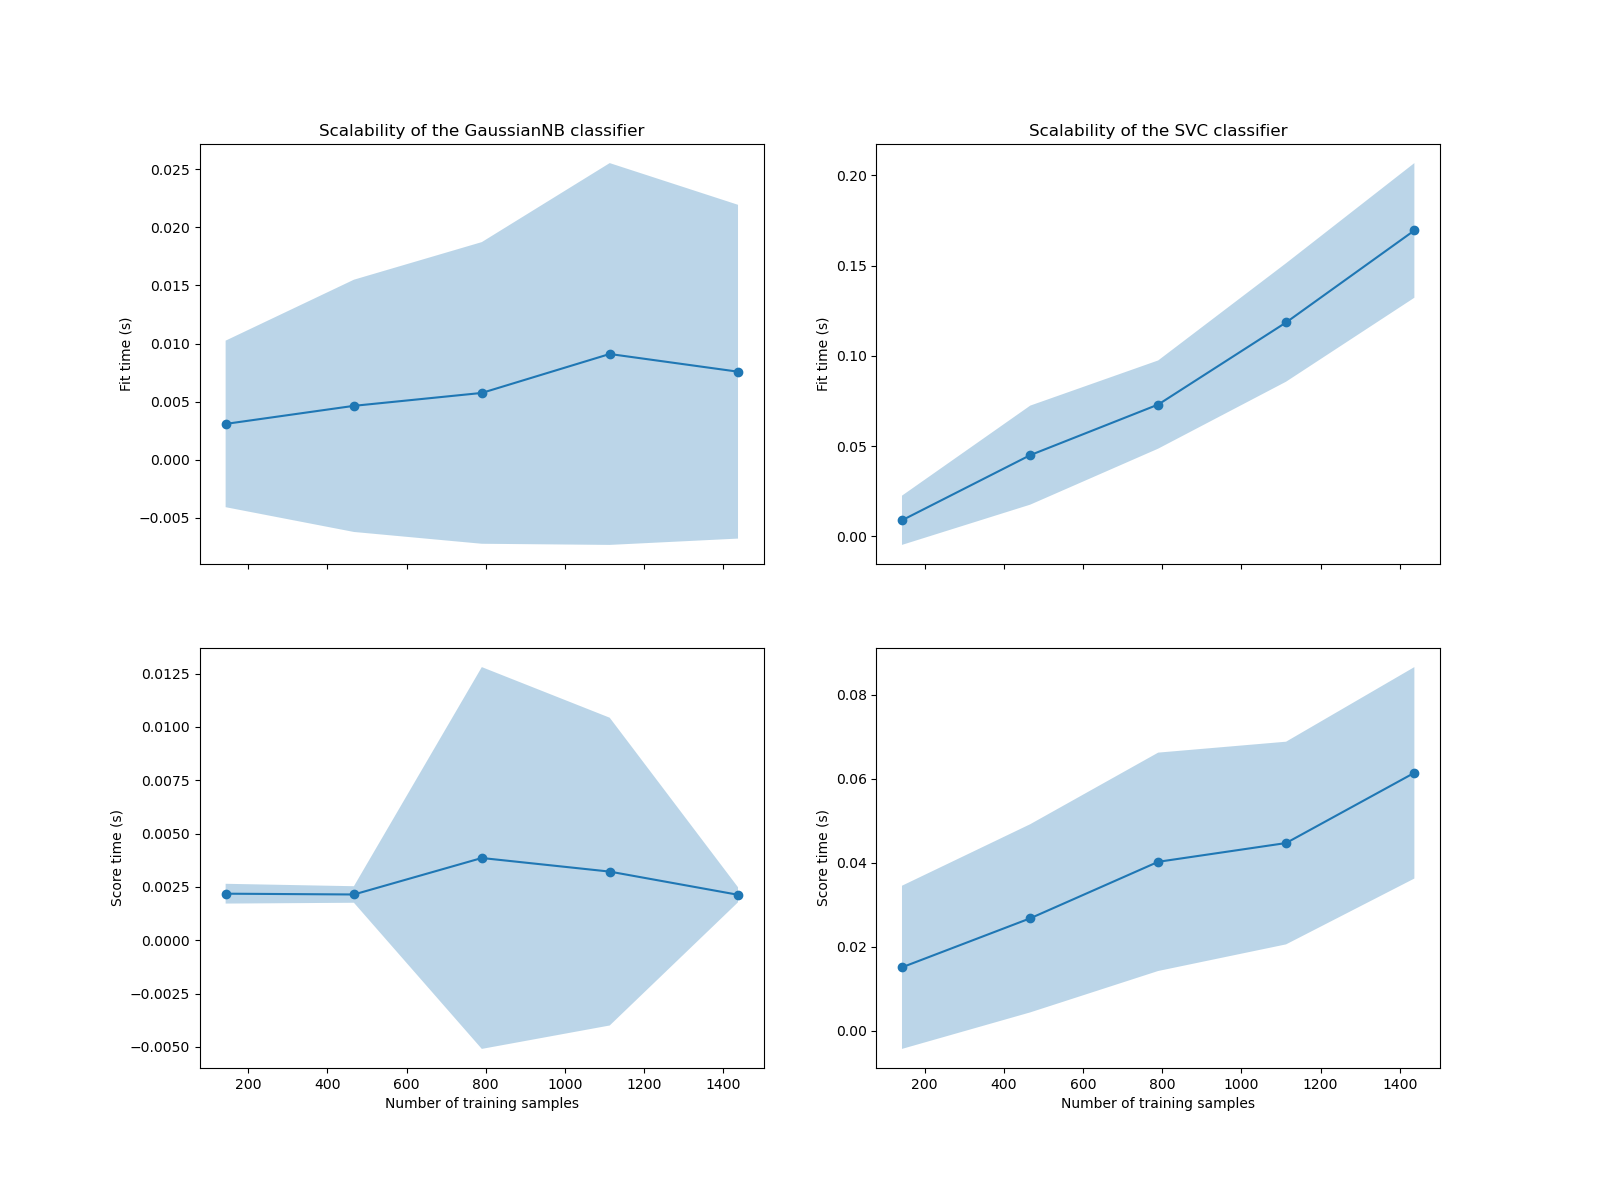 Scalability of the GaussianNB classifier
0.025
0.020
0.015
0.010
0.005
0.000
−0.005
Fit time (s)
Scalability of the SVC classifier
0.20
0.15
0.10
0.05
0.00
Fit time (s)
0.0125
0.0100
0.0075
0.0050
0.0025
0.0000
−0.0025
−0.0050
Score time (s)
200 400 600 800 1000 1200 1400
Number of training samples
0.08
0.06
0.04
0.02
0.00
Score time (s)
200 400 600 800 1000 1200 1400
Number of training samples